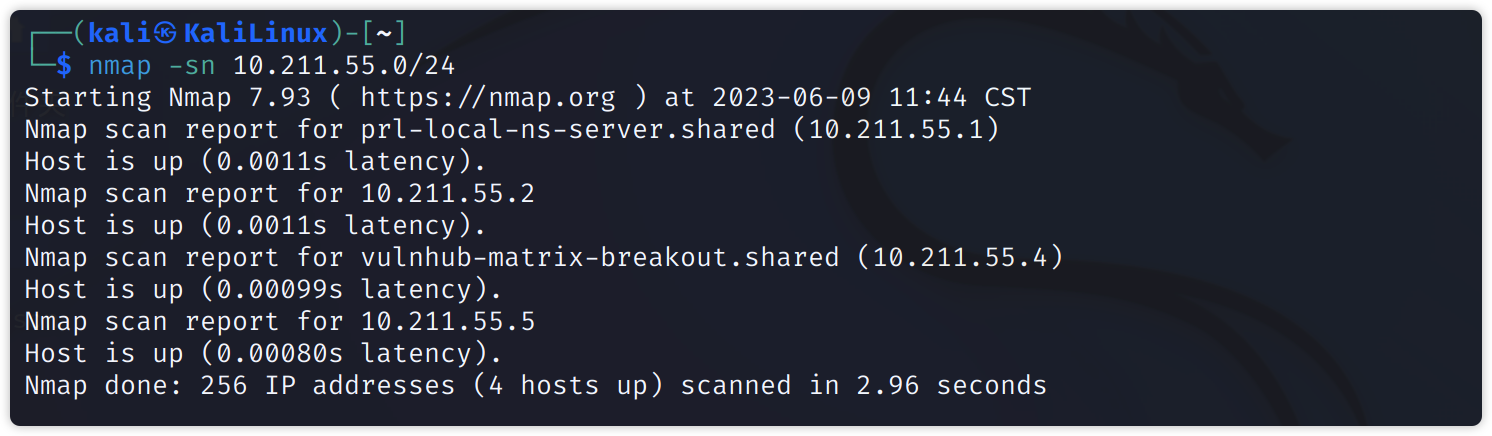 ┌──(kali㉿KaliLinux)-[~]
└─$ nmap -sn 10.211.55.0/24
Starting Nmap 7.93 ( https://nmap.org ) at 2023-06-09 11:44 CST
Nmap scan report for prl-local-ns-server.shared (10.211.55.1)
Host is up (0.0011s latency).
Nmap scan report for 10.211.55.2
Host is up (0.0011s latency).
Nmap scan report for vulnhub-matrix-breakout.shared (10.211.55.4)
Host is up (0.00099s latency).
Nmap scan report for 10.211.55.5
Host is up (0.00080s latency).
Nmap done: 256 IP addresses (4 hosts up) scanned in 2.96 seconds